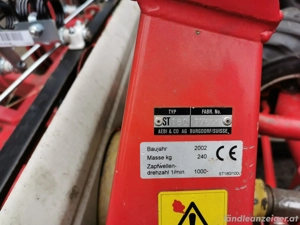 TYP FABR. No.
ST
AEBI & CO AG BURGDORF/SUISSE
Baujahr 2002
Masse kg 240
Zapfwellen-
drehzahl 1/min. 1000
CE
ländleanzeiger.at